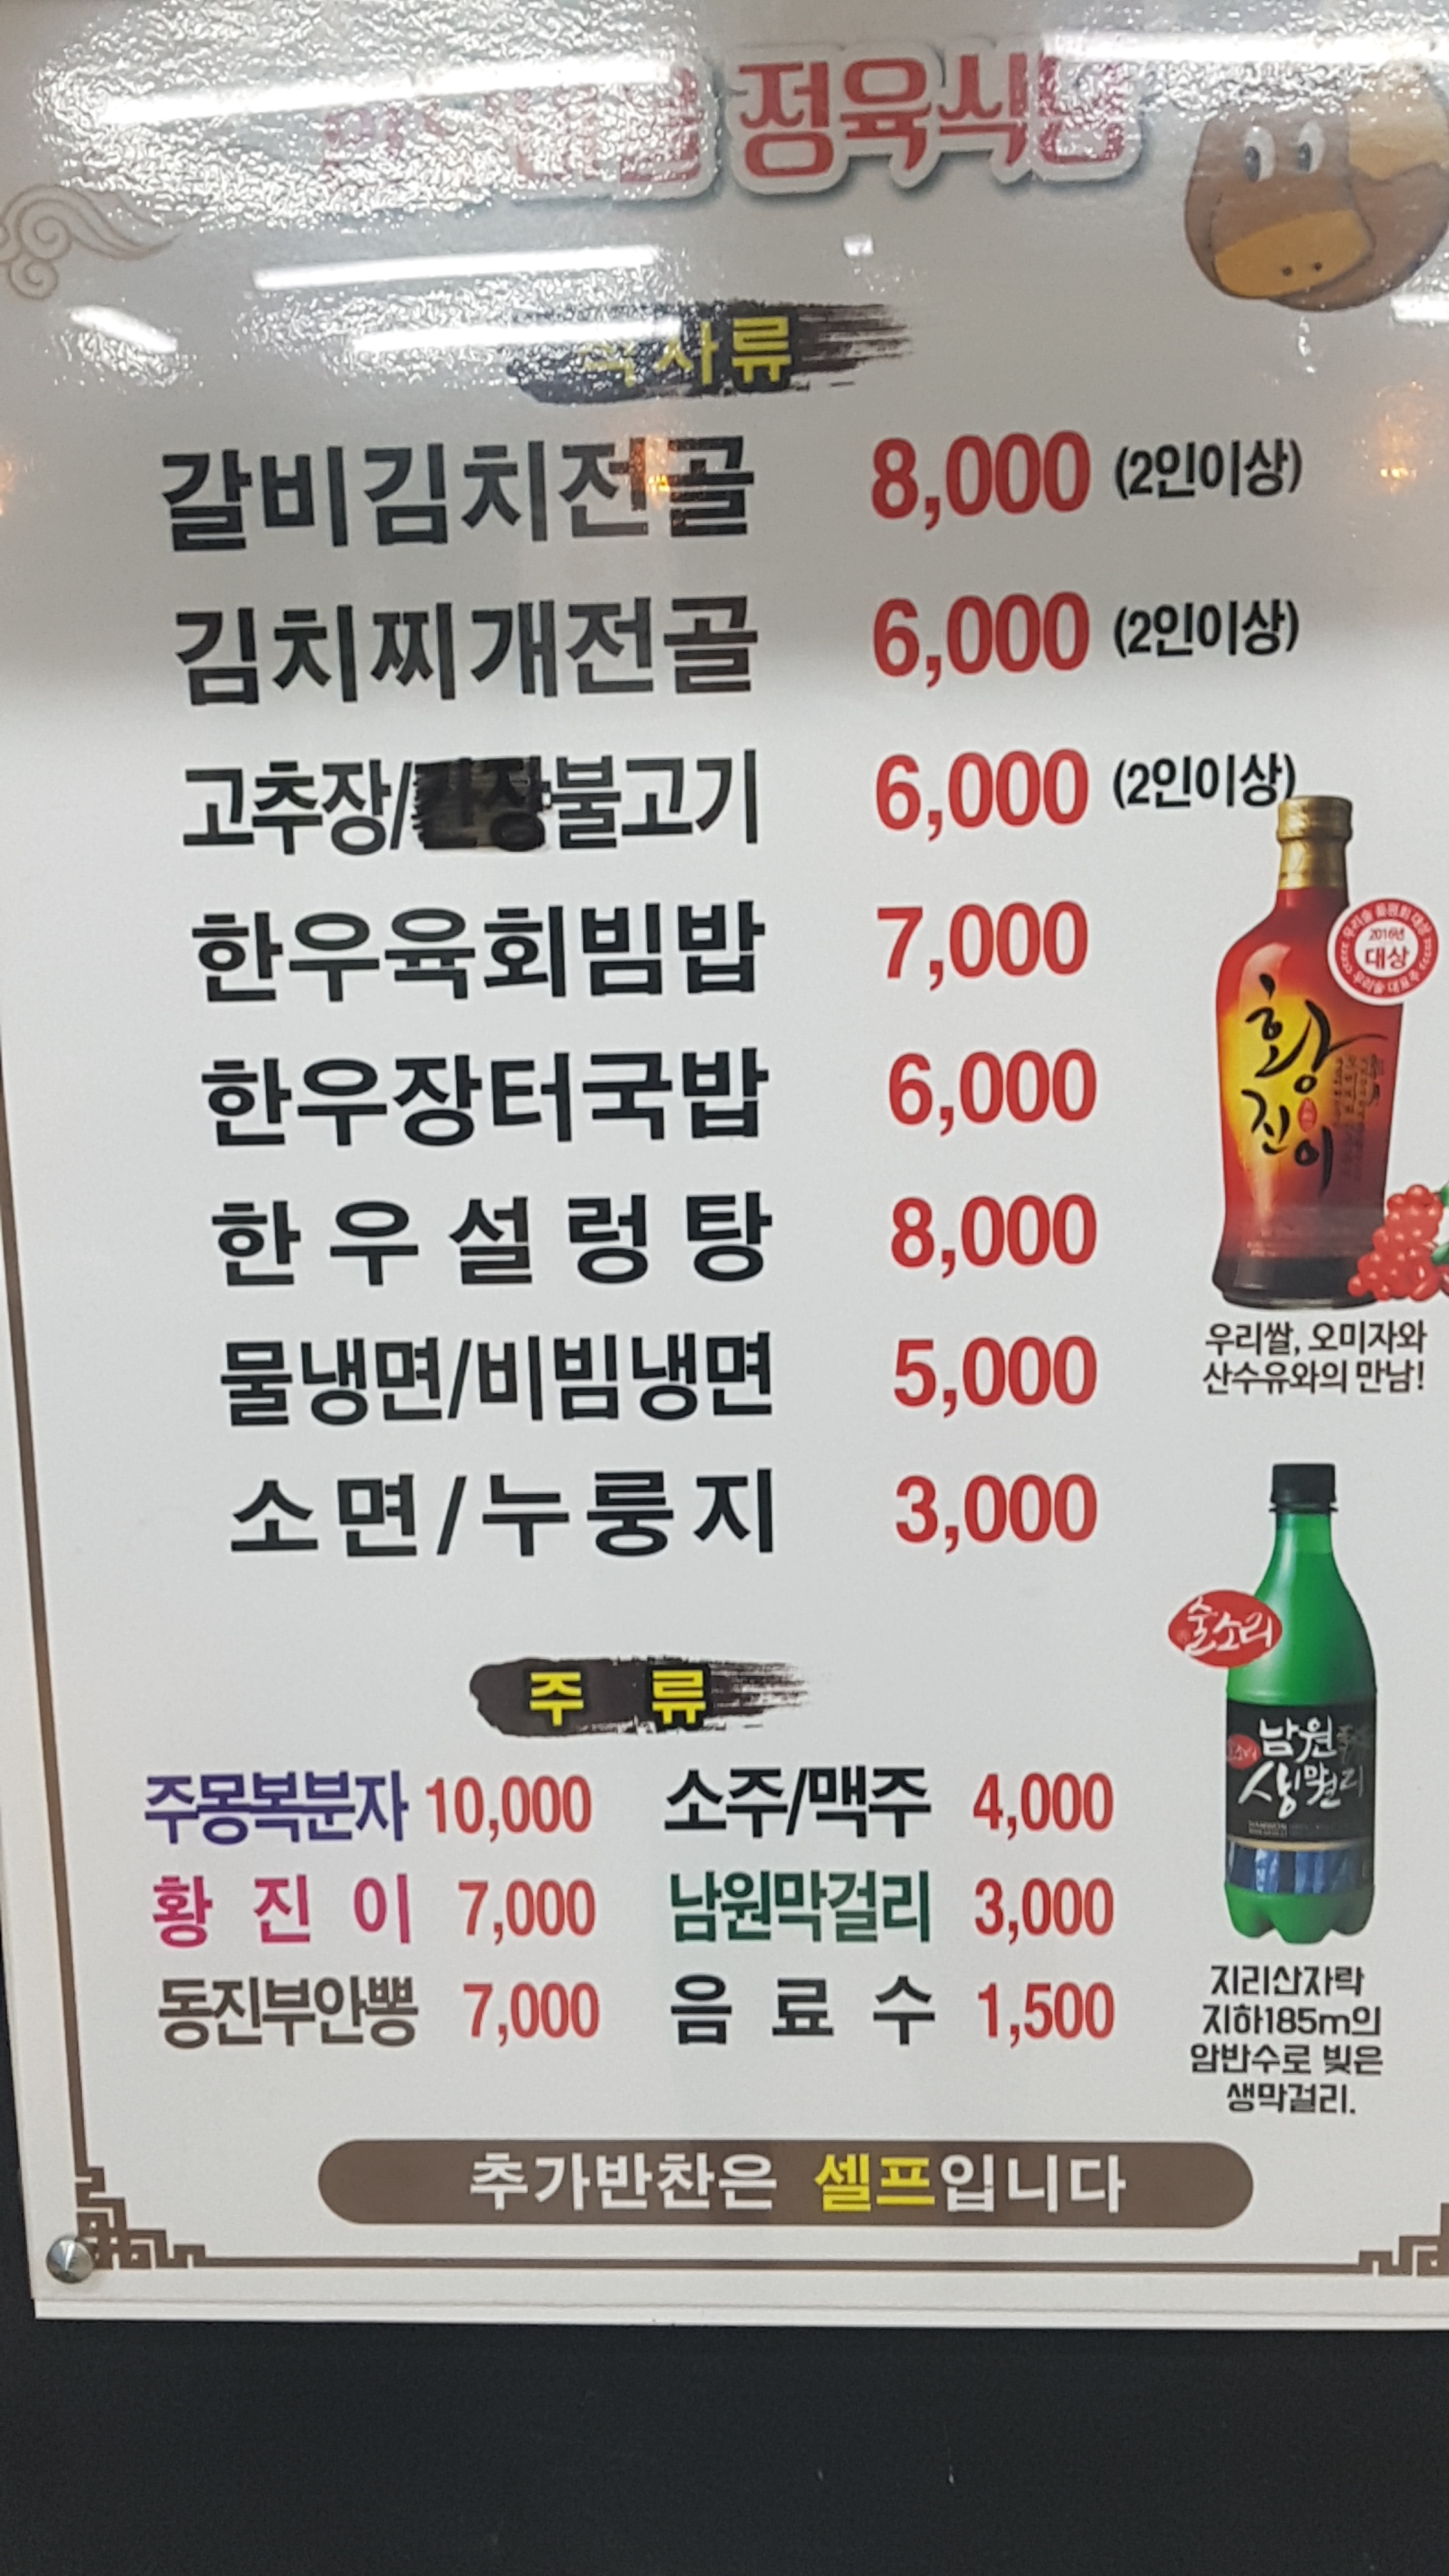 정육식당
식사류
갈비김치전골 8,000 (2인이상)
김치찌개전골 6,000 (2인이상)
고추장/ 불고기 6,000 (2인이상)
한우육회빔밥 7,000
한우장터국밥 6,000
한우설렁탕 8,000
물냉면/비빔냉면 5,000
소면/누룽지 3,000
2016년
대상
황진이
우리쌀, 오미자와
산수유와의 만남!
술소리
남원
생막걸리
지리산자락
지하185m의
암반수로 빚은
생막걸리.
주 류
주몽복분자 10,000 소주/맥주 4,000
황 진 이 7,000 남원막걸리 3,000
동진부안뽕 7,000 음 료 수 1,500
추가반찬은 셀프입니다